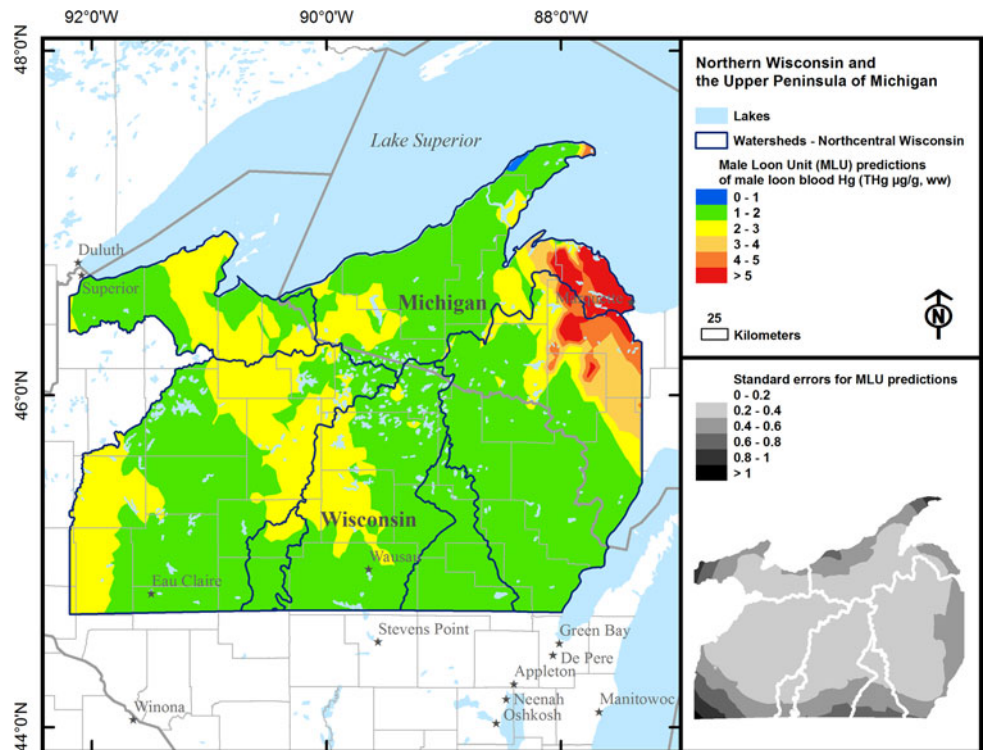 92°0'W
90°0'W
88°0'W
48°0'N
46°0'N
44°0'N
Lake Superior
Duluth
Superior
Michigan
Marquette
Wisconsin
Wausau
Eau Claire
Stevens Point
Green Bay
De Pere
Appleton
Neenah
Oshkosh
Manitowoc
Winona
Northern Wisconsin and
the Upper Peninsula of Michigan
Lakes
Watersheds - Northcentral Wisconsin
Male Loon Unit (MLU) predictions
of male loon blood Hg (THg µg/g, ww)
0 - 1
1 - 2
2 - 3
3 - 4
4 - 5
> 5
25
Kilometers
N
Standard errors for MLU predictions
0 - 0.2
0.2 - 0.4
0.4 - 0.6
0.6 - 0.8
0.8 - 1
> 1